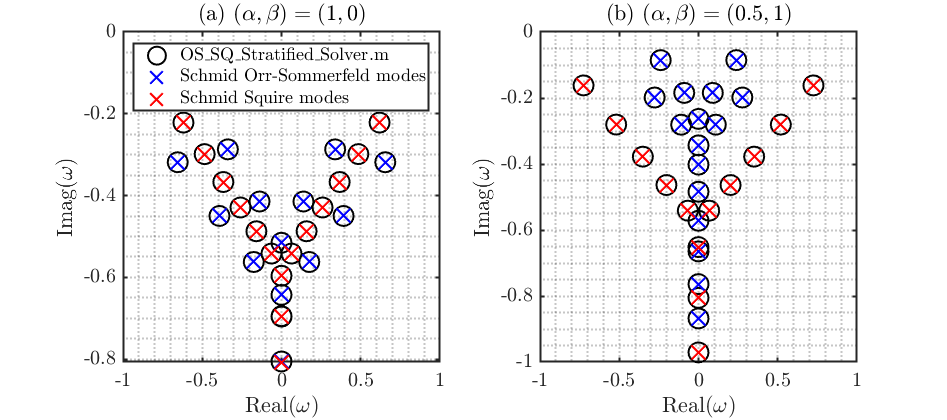 (a) (α, β) = (1, 0)
0
-0.2
-0.4
-0.6
-0.8
Imag(ω)
OS_SQ_Stratified_Solver.m
Schmid Orr-Sommerfeld modes
Schmid Squire modes
-1
-0.5
0
0.5
1
Real(ω)
(b) (α, β) = (0.5, 1)
0
-0.2
-0.4
-0.6
-0.8
-1
Imag(ω)
-1
-0.5
0
0.5
1
Real(ω)